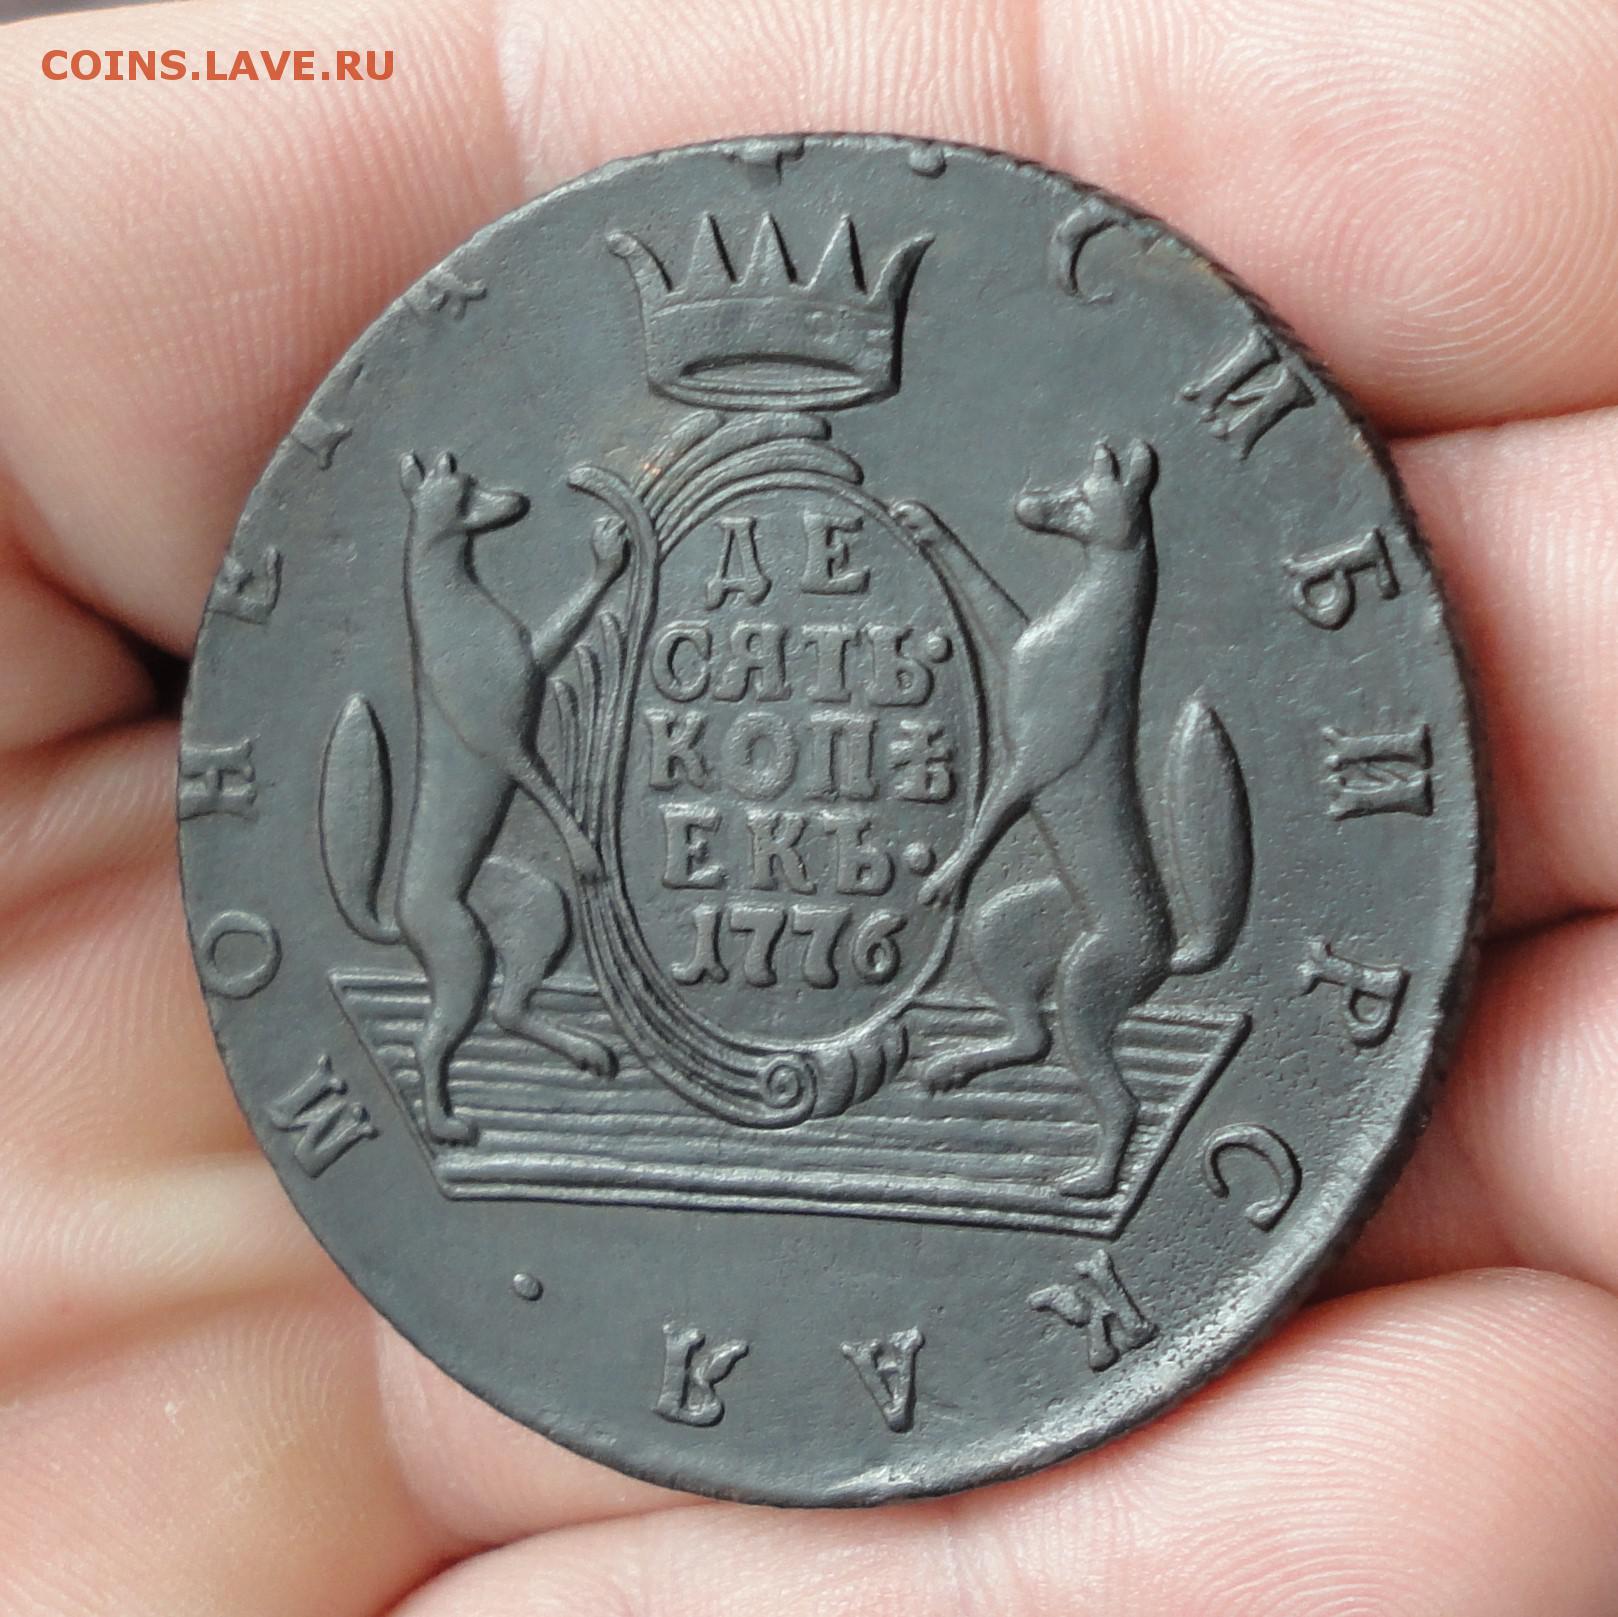 COINS.LAVE.RU
МОНЕТА · СИБИРСКАЯ ·
ДЕ
СЯТЬ·
КОПѢ
ЕКЪ·
1776